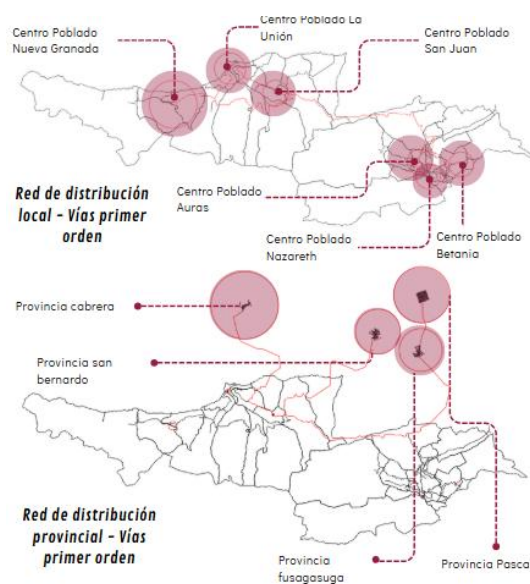 Centro Poblado
Nueva Granada
Centro Poblado La
Unión
Centro Poblado
San Juan
Centro Poblado
Auras
Centro Poblado
Nazareth
Centro Poblado
Betania
Red de distribución
local - Vías primer
orden
Provincia cabrera
Provincia san
bernardo
Red de distribución
provincial - Vías
primer orden
Provincia
fusagasuga
Provincia Pasca